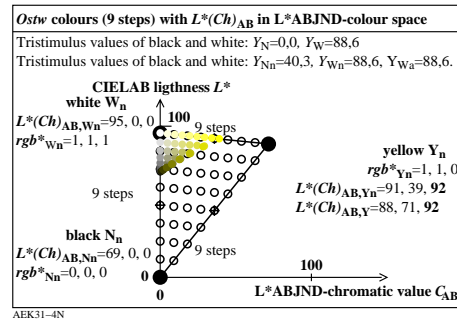 Ostw colours (9 steps) with L*(Ch)AB in L*ABJND-colour space
Tristimulus values of black and white: YN=0,0, YW=88,6
Tristimulus values of black and white: YNn=40,3, YWn=88,6, YWa=88,6.
CIELAB ligthness L*
white Wn
100
9 steps
L*(Ch)AB,Wn=95, 0, 0
rgb*Wn=1, 1, 1
yellow Yn
rgb*Yn=1, 1, 0
L*(Ch)AB,Yn=91, 39, 92
L*(Ch)AB,Y=88, 71, 92
9 steps
black Nn
L*(Ch)AB,Nn=69, 0, 0
rgb*Nn=0, 0, 0
9 steps
0
100
0
L*ABJND-chromatic value CAB
AEK31-4N